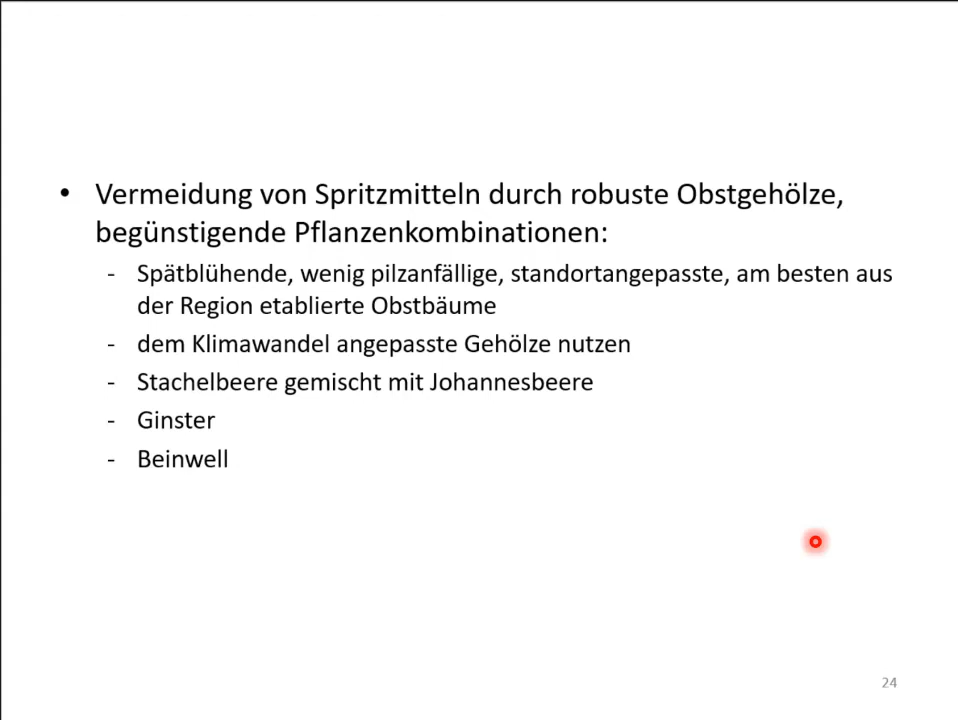 • Vermeidung von Spritzmitteln durch robuste Obstgehölze,
begünstigende Pflanzenkombinationen:
- Spätblühende, wenig pilzanfällige, standortangepasste, am besten aus
der Region etablierte Obstbäume
- dem Klimawandel angepasste Gehölze nutzen
- Stachelbeere gemischt mit Johannesbeere
- Ginster
- Beinwell
24